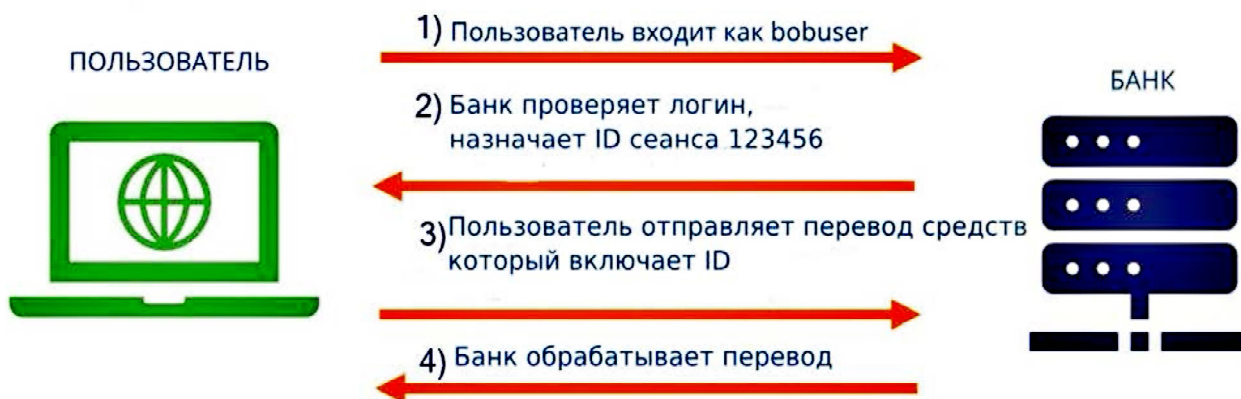 1) Пользователь входит как bobuser
ПОЛЬЗОВАТЕЛЬ
БАНК
2) Банк проверяет логин,
назначает ID сеанса 123456
3) Пользователь отправляет перевод средств
который включает ID
4) Банк обрабатывает перевод